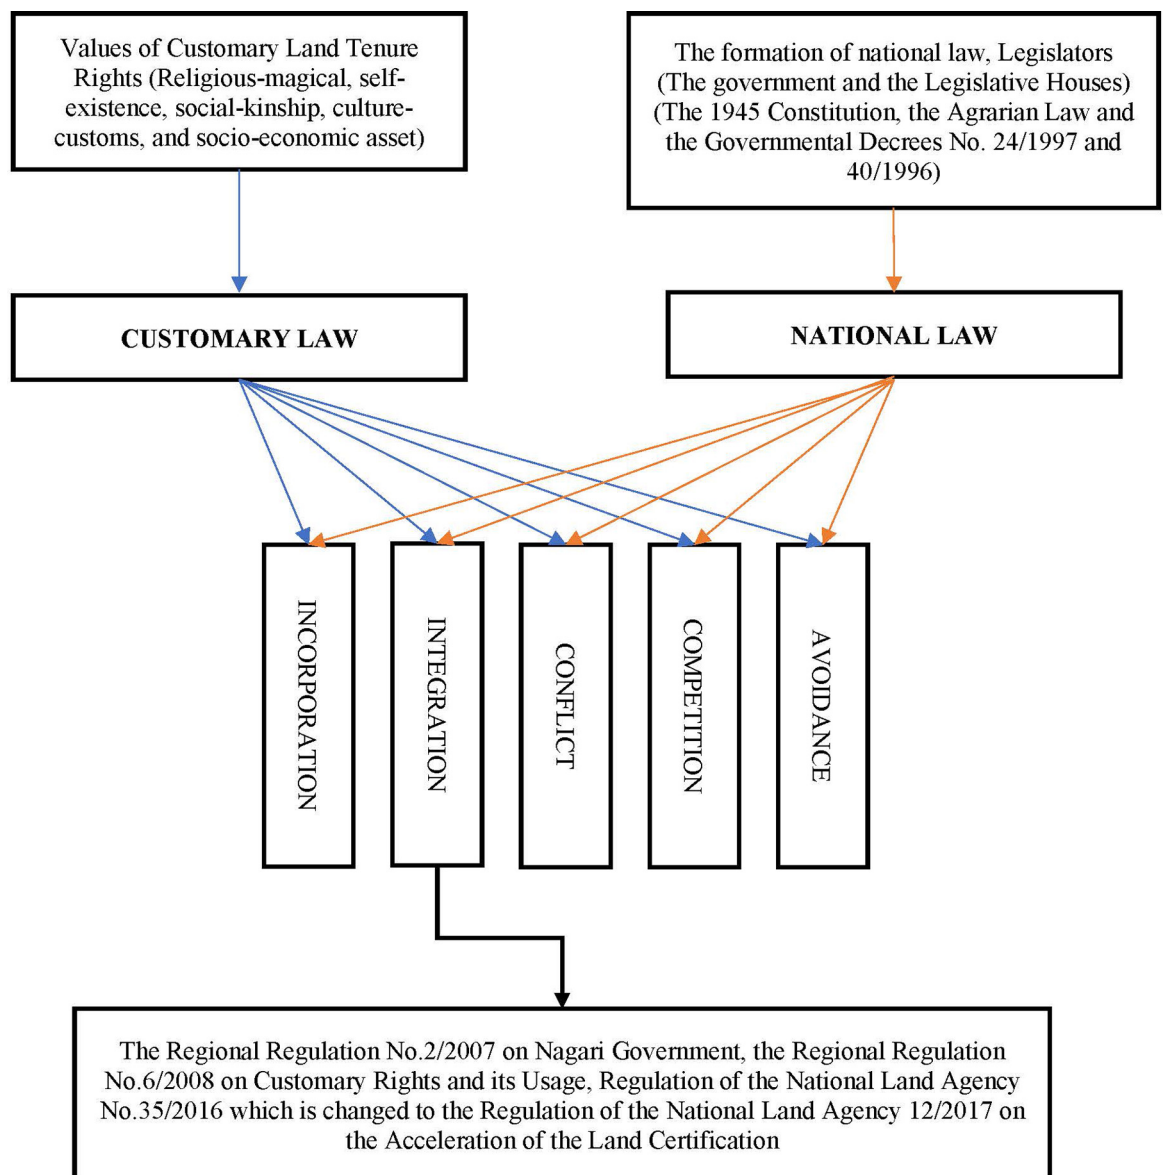 Values of Customary Land Tenure
Rights (Religious-magical, self-
existence, social-kinship, culture-
customs, and socio-economic asset)
The formation of national law, Legislators
(The government and the Legislative Houses)
(The 1945 Constitution, the Agrarian Law and
the Governmental Decrees No. 24/1997 and
40/1996)
CUSTOMARY LAW
NATIONAL LAW
INCORPORATION
INTEGRATION
CONFLICT
COMPETITION
AVOIDANCE
The Regional Regulation No.2/2007 on Nagari Government, the Regional Regulation
No.6/2008 on Customary Rights and its Usage, Regulation of the National Land Agency
No.35/2016 which is changed to the Regulation of the National Land Agency 12/2017 on
the Acceleration of the Land Certification